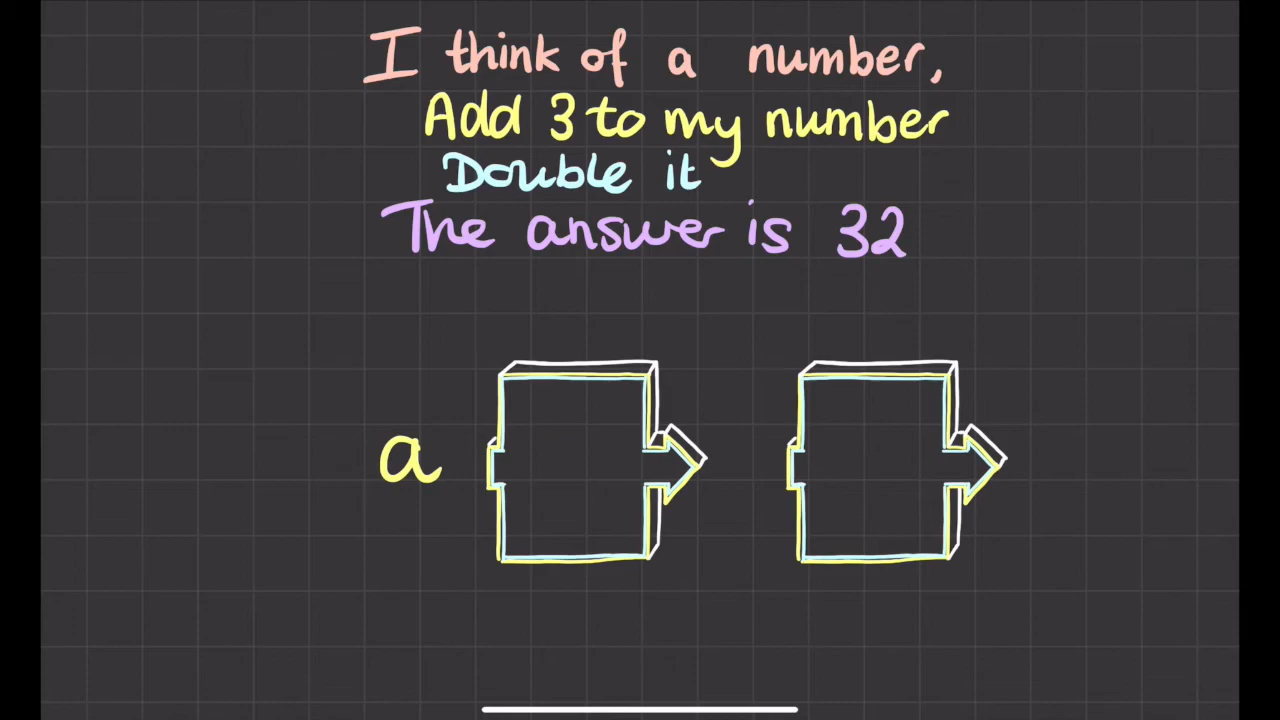 I think of a number,
Add 3 to my number
Double it
The answer is 32
a